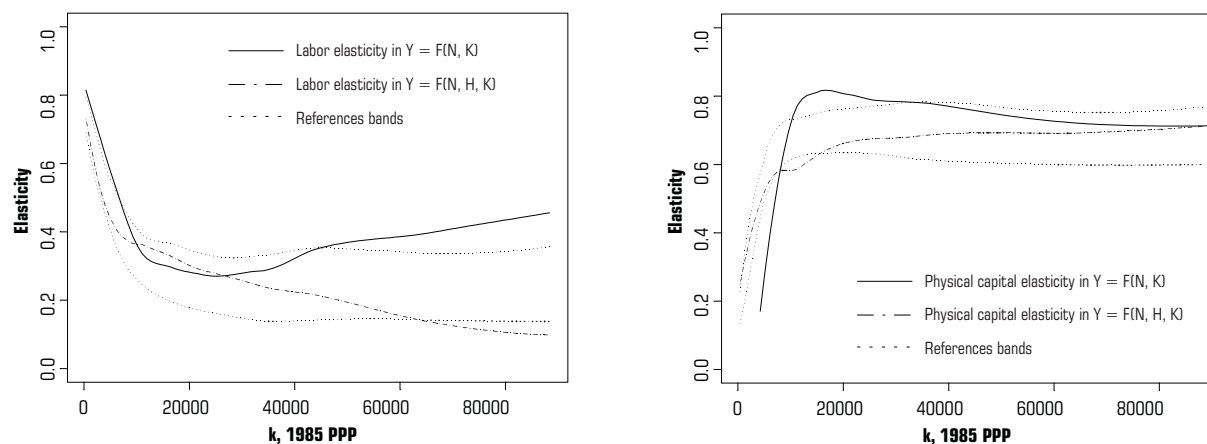 1.0
0.8
0.6
0.4
0.2
0.0
Elasticity
Labor elasticity in Y = F(N, K)
Labor elasticity in Y = F(N, H, K)
References bands
0 20000 40000 60000 80000
k, 1985 PPP
1.0
0.8
0.6
0.4
0.2
0.0
Elasticity
Physical capital elasticity in Y = F(N, K)
Physical capital elasticity in Y = F(N, H, K)
References bands
0 20000 40000 60000 80000
k, 1985 PPP